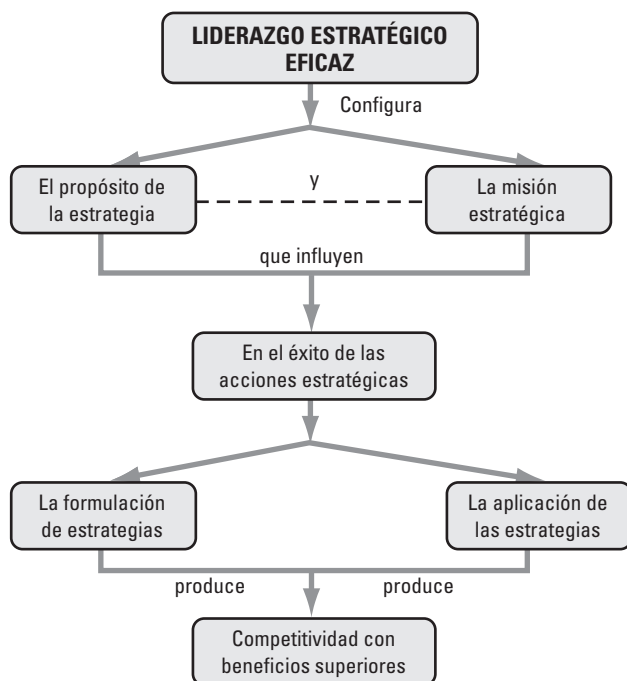 LIDERAZGO ESTRATÉGICO
EFICAZ
Configura
El propósito de
la estrategia
y
La misión
estratégica
que influyen
En el éxito de las
acciones estratégicas
La formulación
de estrategias
La aplicación de
las estrategias
produce
produce
Competitividad con
beneficios superiores